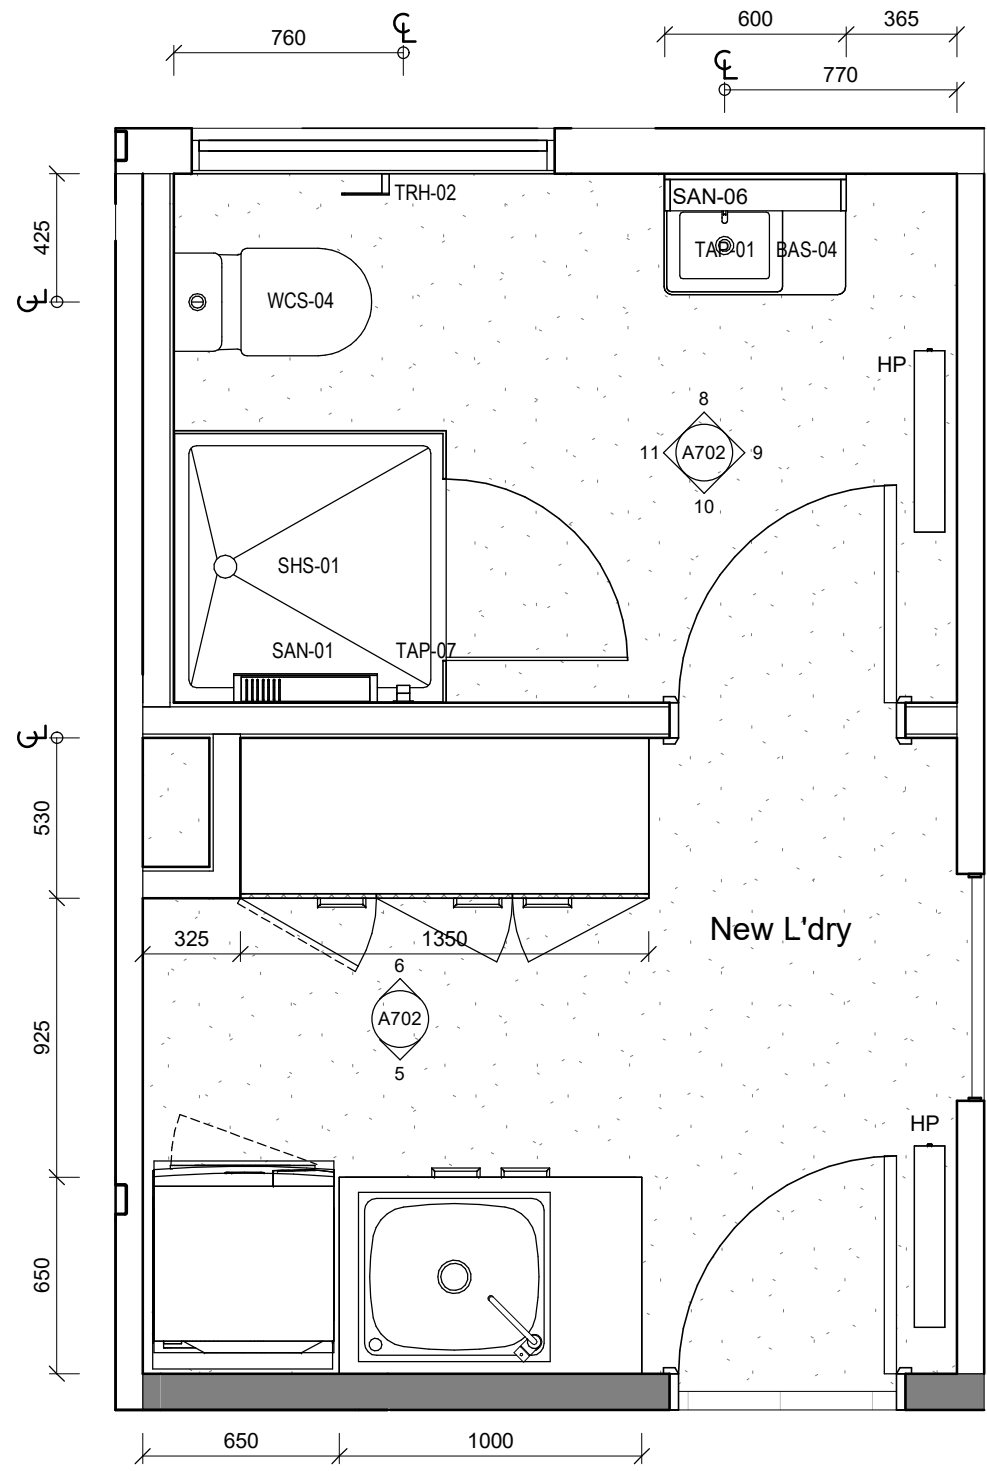 ℄
760
600
365
℄
770
TRH-02
SAN-06
425
TAP-01
BAS-04
℄
WCS-04
HP
8
11
A702
9
10
SHS-01
SAN-01
TAP-07
℄
530
325
1350
New L'dry
6
A702
5
925
HP
650
650
1000